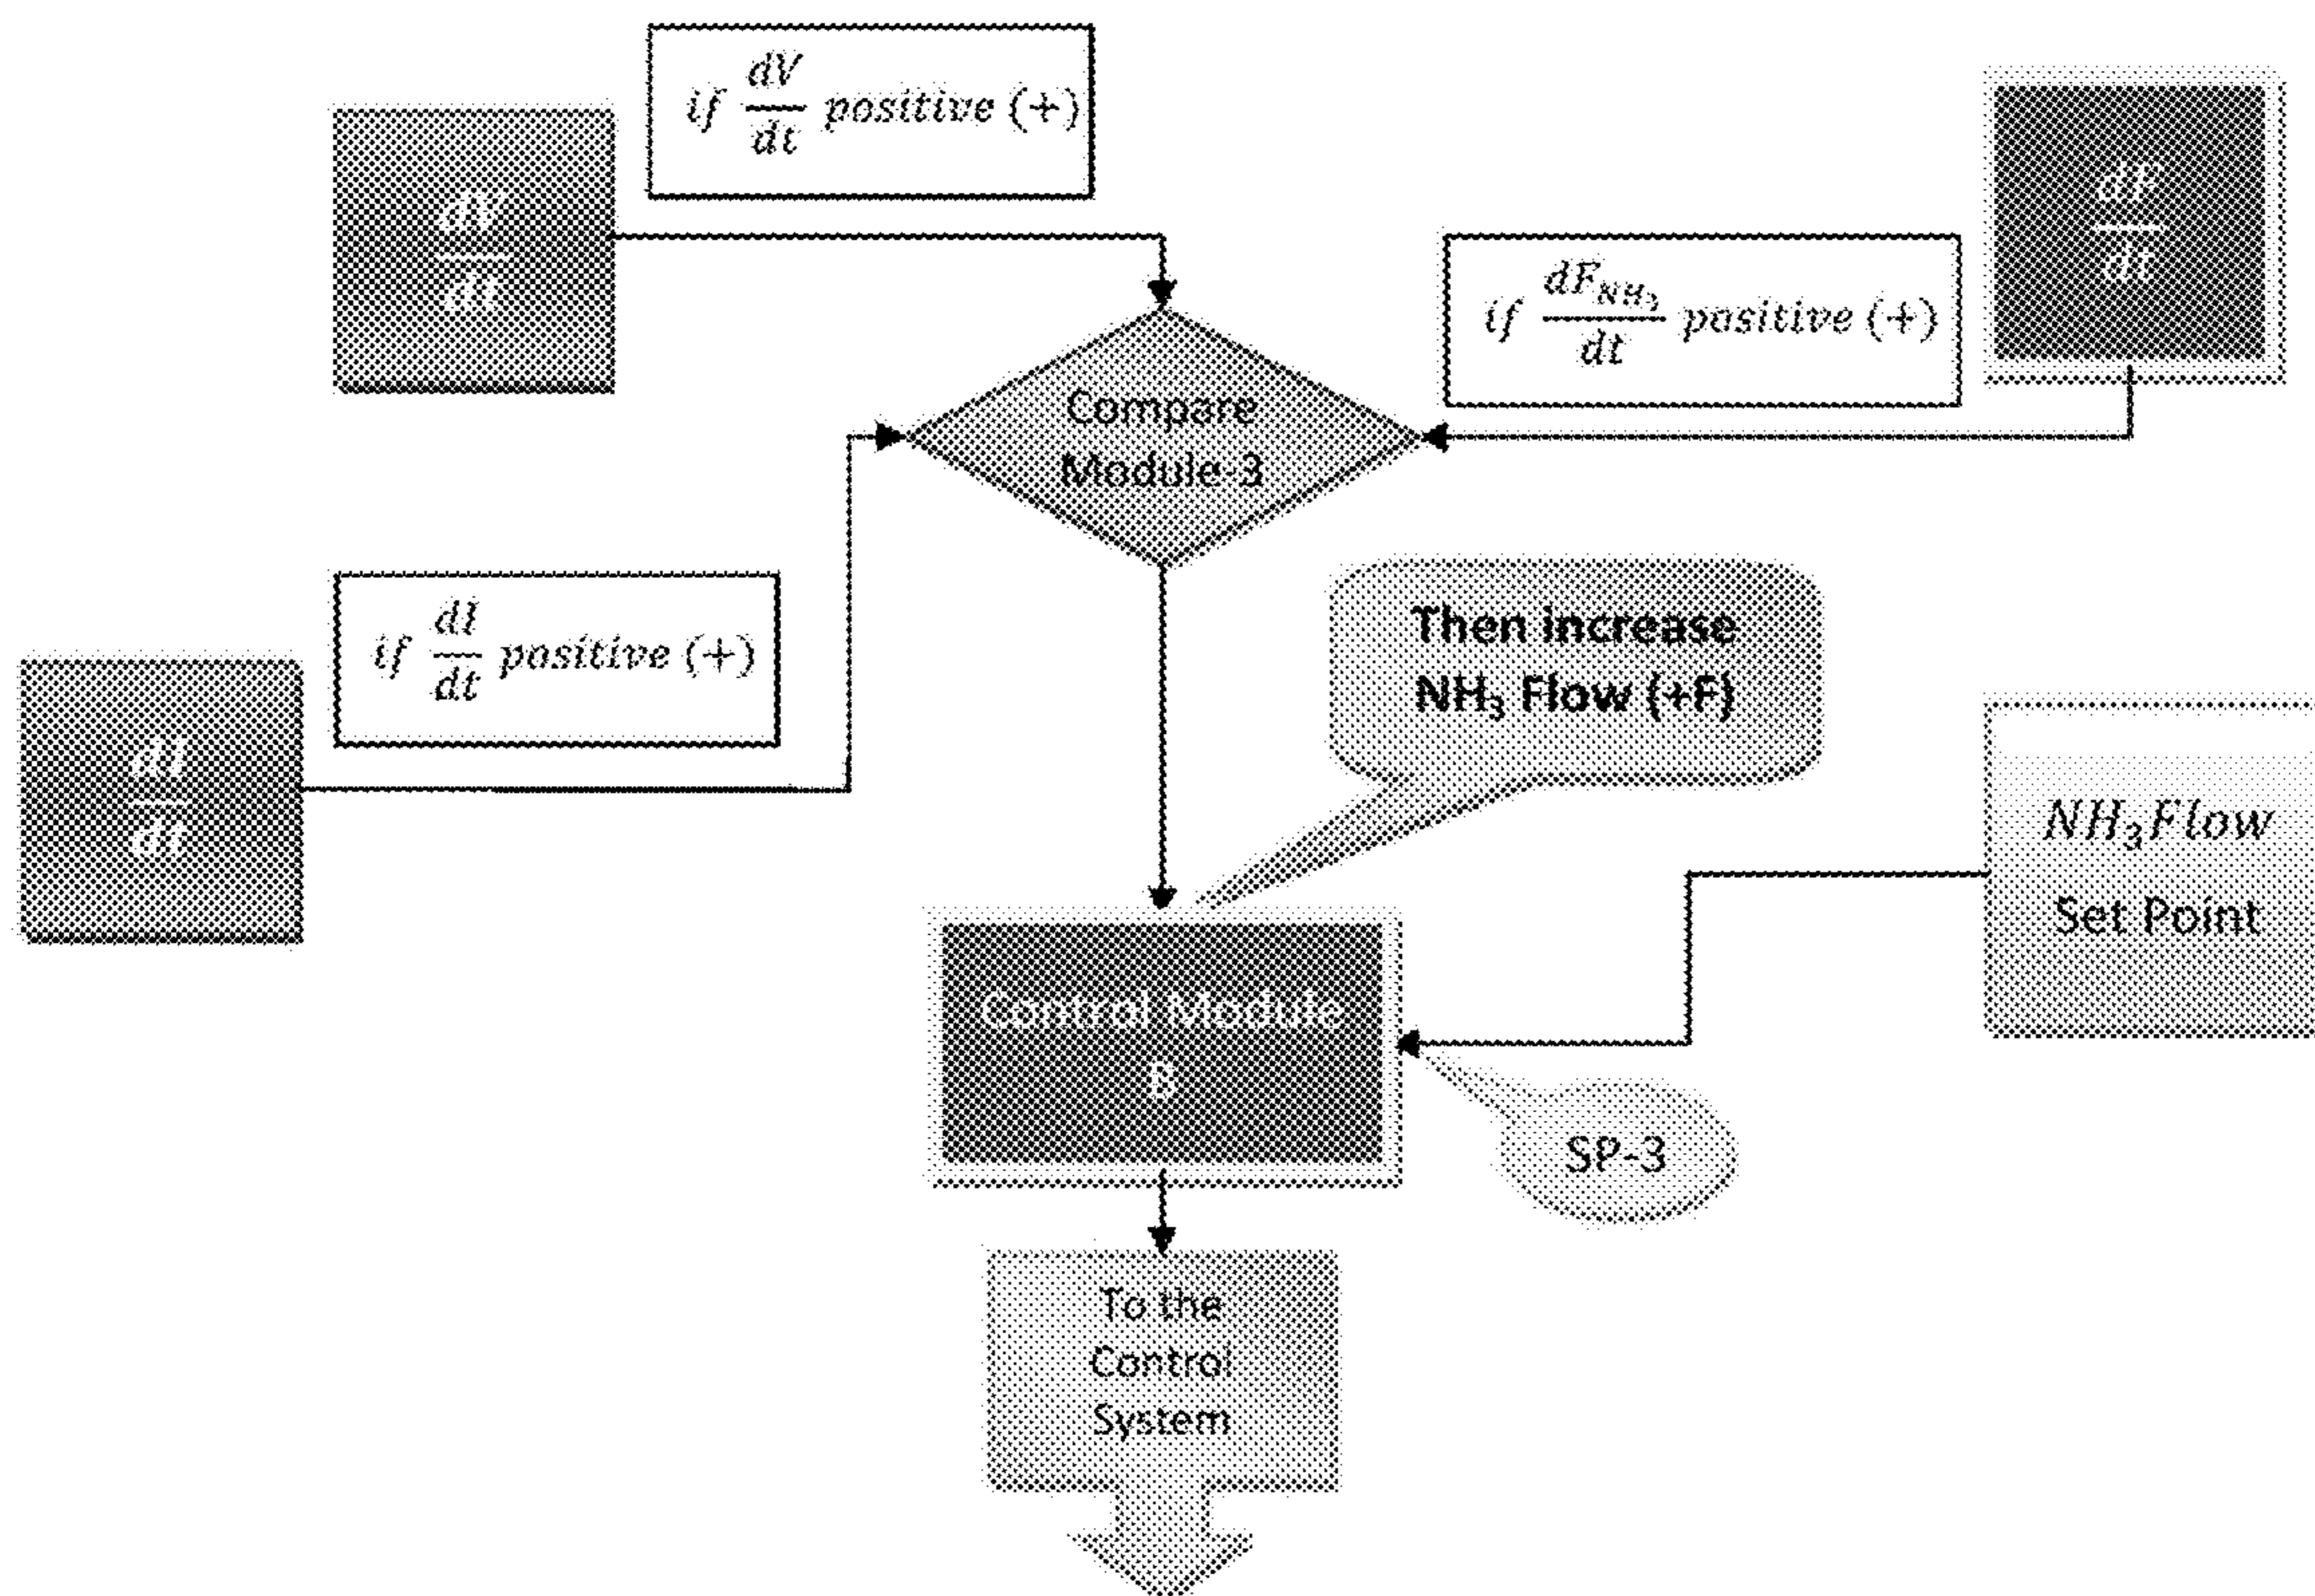 if dV/dt positive (+)
dV
dt
dF
dt
if dF_NH₃/dt positive (+)
Compare
Module-3
if dI/dt positive (+)
dI
dt
Then increase
NH₃ Flow (+F)
NH₃Flow
Set Point
Control Module
B
SP-3
To the
Control
System